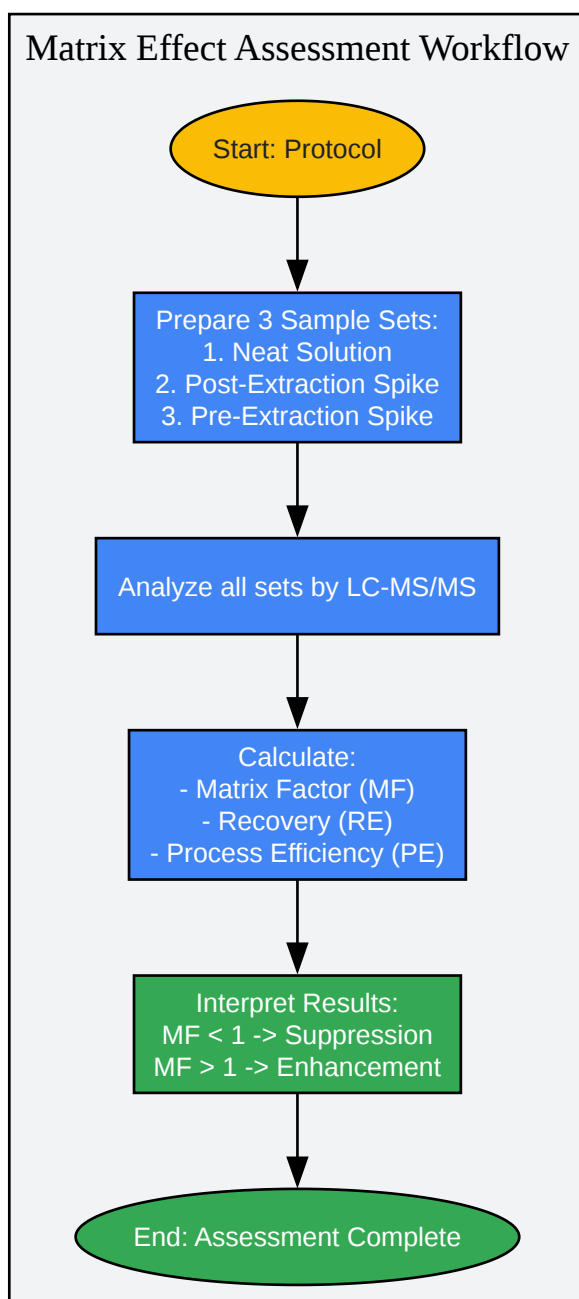 Matrix Effect Assessment Workflow
Start: Protocol
Prepare 3 Sample Sets:
1. Neat Solution
2. Post-Extraction Spike
3. Pre-Extraction Spike
Analyze all sets by LC-MS/MS
Calculate:
- Matrix Factor (MF)
- Recovery (RE)
- Process Efficiency (PE)
Interpret Results:
MF < 1 -> Suppression
MF > 1 -> Enhancement
End: Assessment Complete